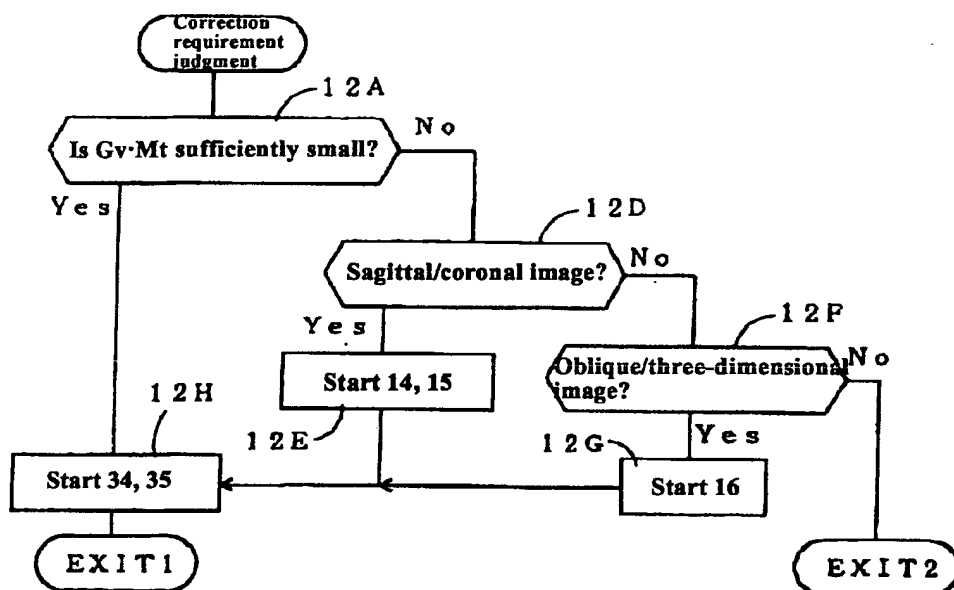 Correction
requirement
judgment
12A
Is Gv·Mt sufficiently small?
No
Yes
12D
Sagittal/coronal image?
No
Yes
12F
Oblique/three-dimensional
image?
No
Start 14, 15
12H
12E
12G
Yes
Start 34, 35
Start 16
EXIT1
EXIT2